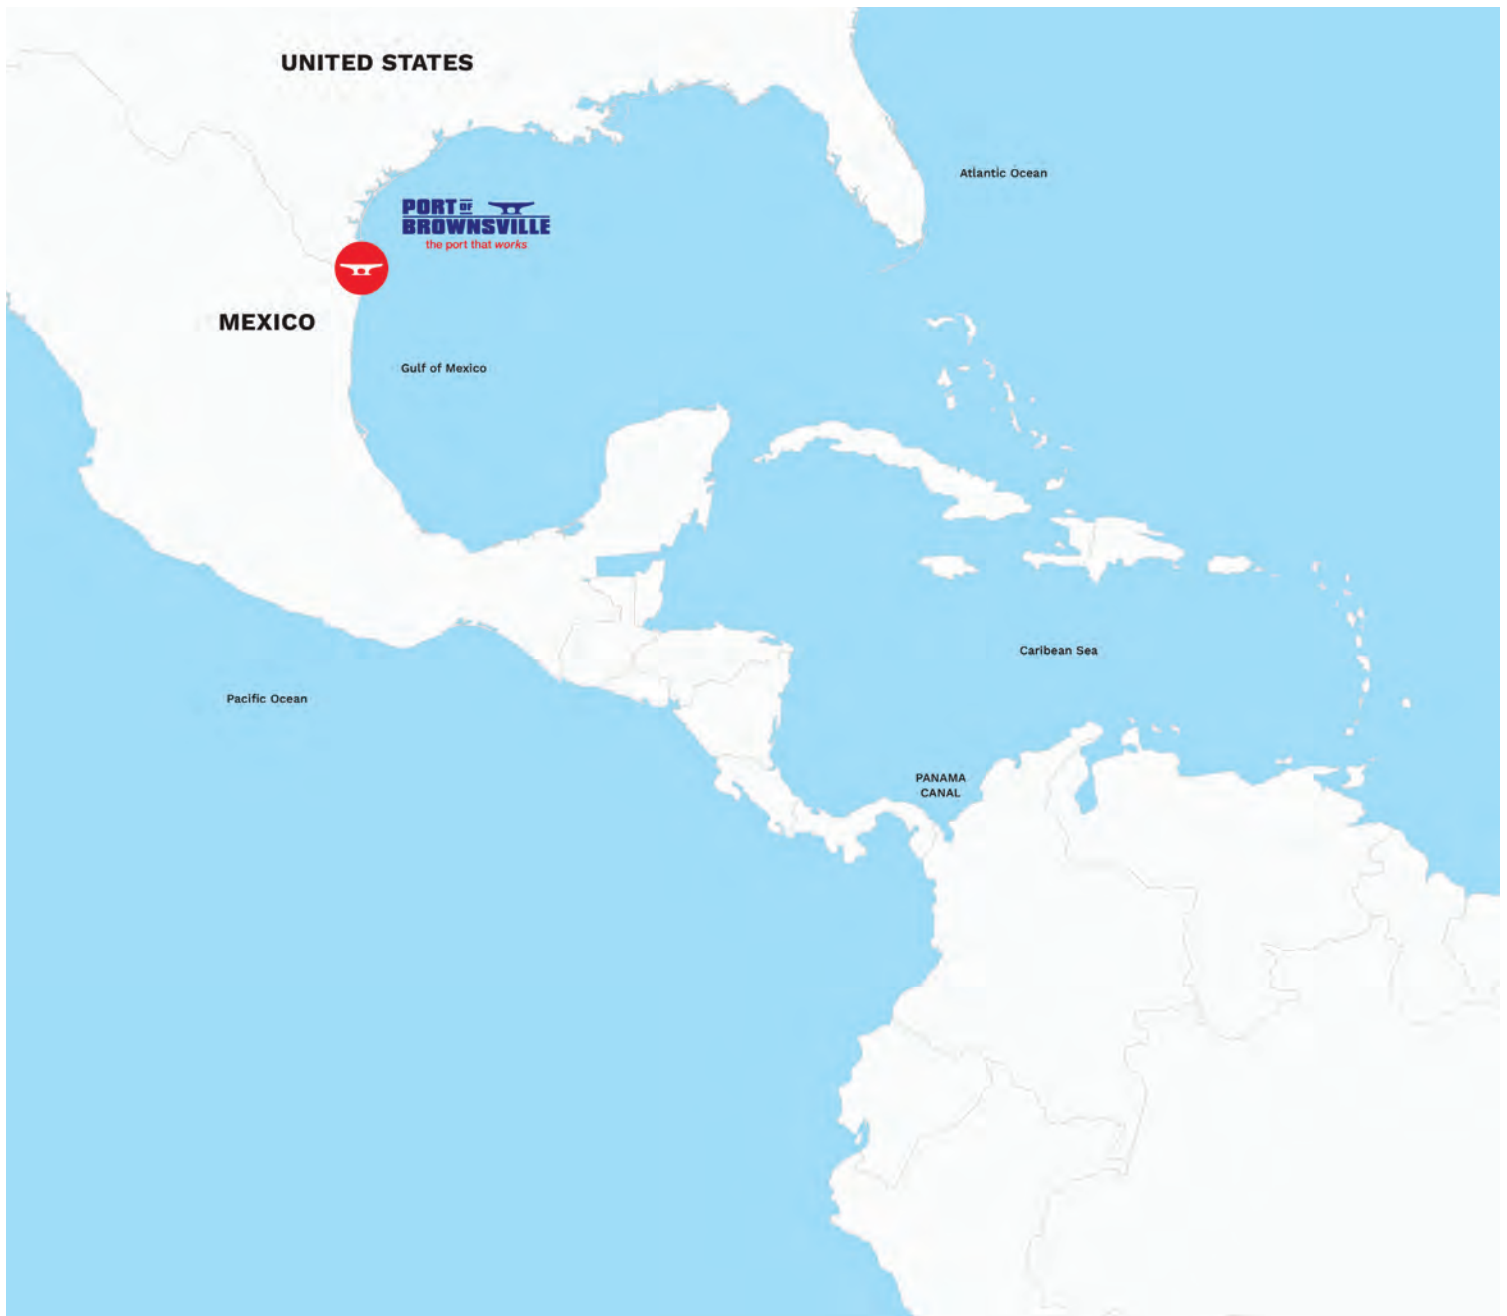 UNITED STATES
Atlantic Ocean
PORT OF
BROWNSVILLE
the port that works
MEXICO
Gulf of Mexico
Caribean Sea
Pacific Ocean
PANAMA
CANAL